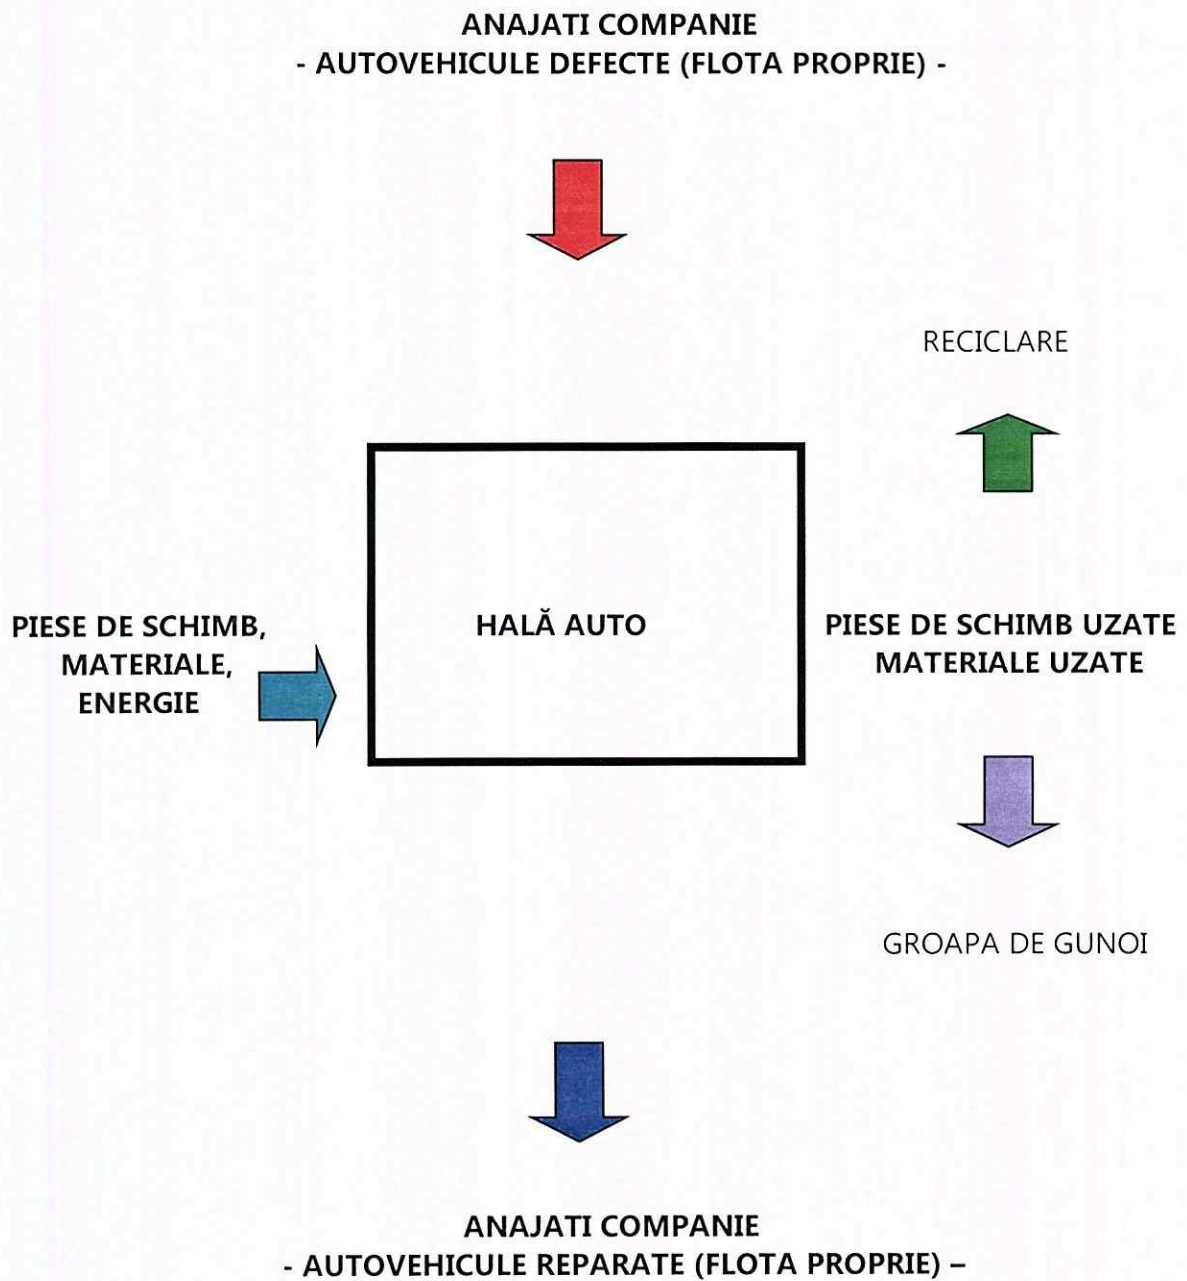 ANAJATI COMPANIE
- AUTOVEHICULE DEFECTE (FLOTA PROPRIE) -
RECICLARE
PIESE DE SCHIMB,
MATERIALE,
ENERGIE
HALĂ AUTO
PIESE DE SCHIMB UZATE
MATERIALE UZATE
GROAPA DE GUNOI
ANAJATI COMPANIE
- AUTOVEHICULE REPARATE (FLOTA PROPRIE) –